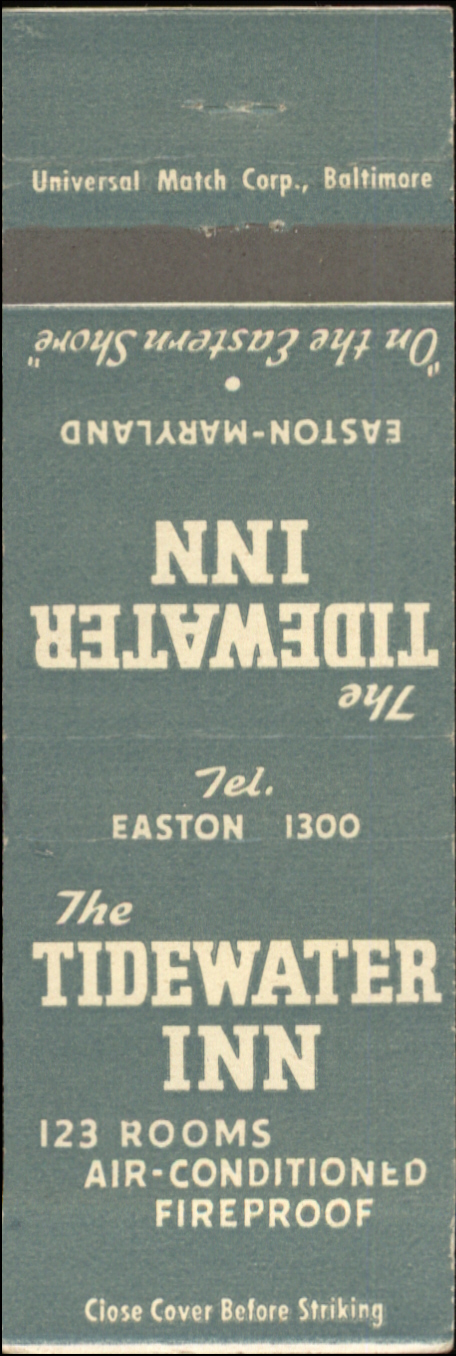 Universal Match Corp., Baltimore
The
TIDEWATER
INN
EASTON-MARYLAND
•
"On the Eastern Shore"
Tel.
EASTON 1300
The
TIDEWATER
INN
123 ROOMS
AIR-CONDITIONED
FIREPROOF
Close Cover Before Striking